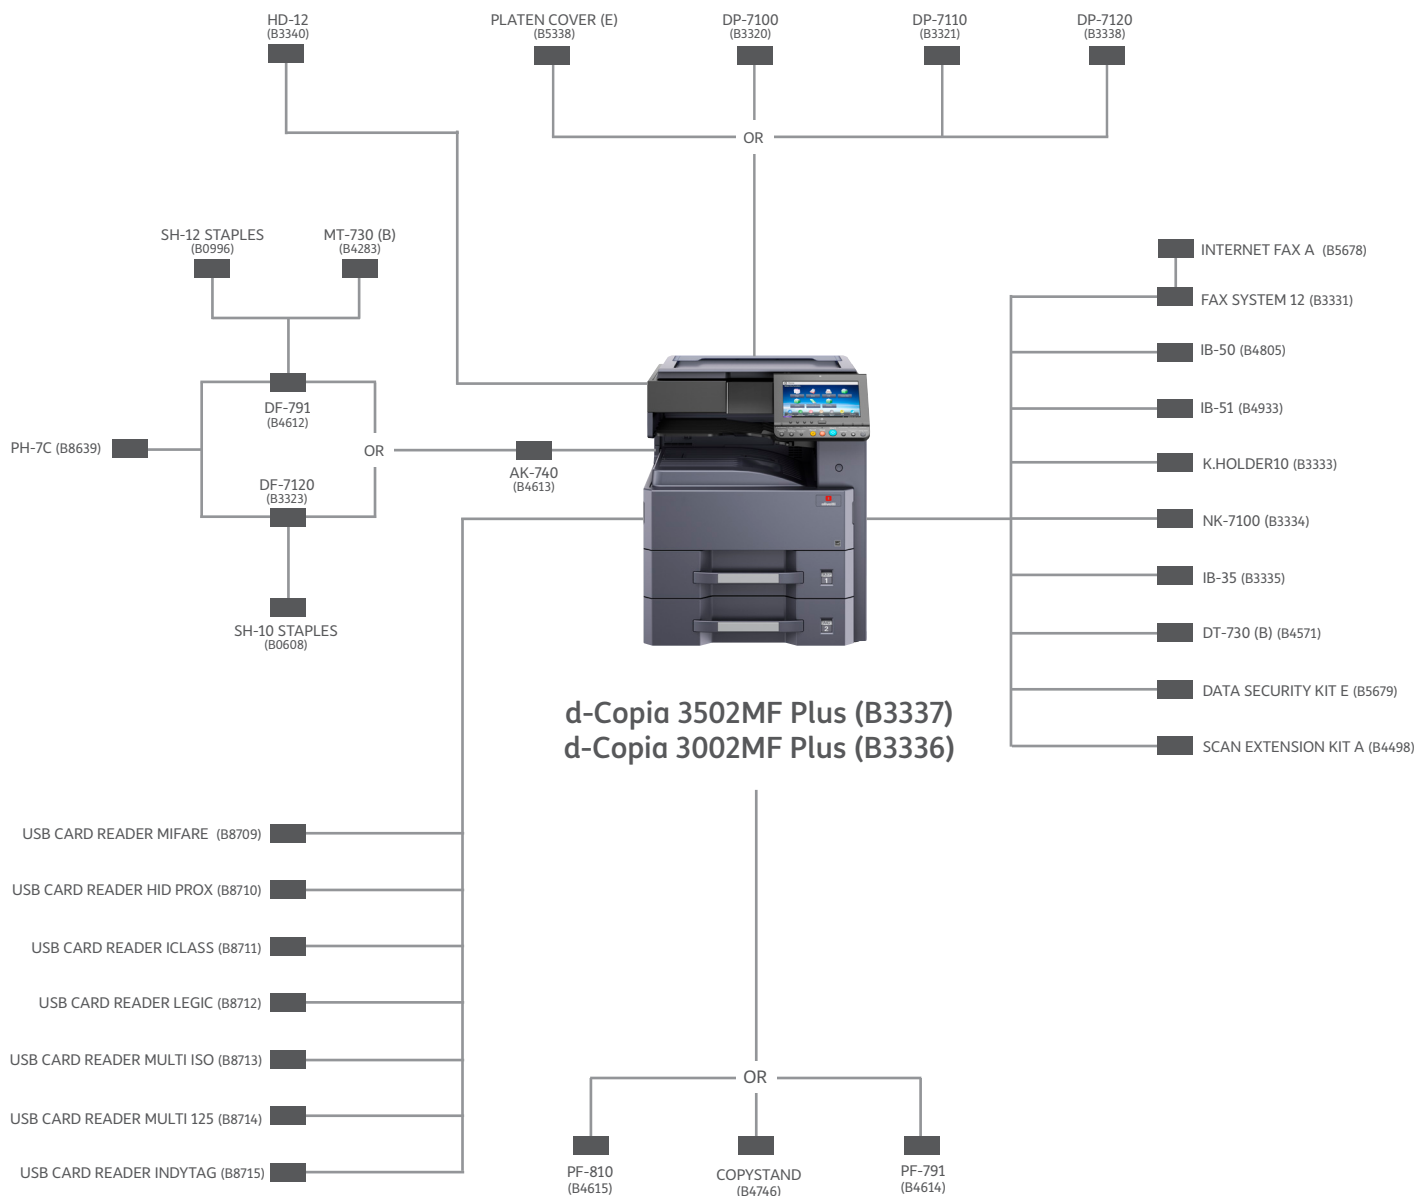 HD-12
(B3340)
PLATEN COVER (E)
(B5338)
DP-7100
(B3320)
DP-7110
(B3321)
DP-7120
(B3338)
OR
SH-12 STAPLES
(B0996)
MT-730 (B)
(B4283)
DF-791
(B4612)
PH-7C (B8639)
OR
DF-7120
(B3323)
AK-740
(B4613)
SH-10 STAPLES
(B0608)
INTERNET FAX A (B5678)
FAX SYSTEM 12 (B3331)
IB-50 (B4805)
IB-51 (B4933)
K.HOLDER10 (B3333)
NK-7100 (B3334)
IB-35 (B3335)
DT-730 (B) (B4571)
DATA SECURITY KIT E (B5679)
SCAN EXTENSION KIT A (B4498)
1
2
d-Copia 3502MF Plus (B3337)
d-Copia 3002MF Plus (B3336)
USB CARD READER MIFARE (B8709)
USB CARD READER HID PROX (B8710)
USB CARD READER ICLASS (B8711)
USB CARD READER LEGIC (B8712)
USB CARD READER MULTI ISO (B8713)
USB CARD READER MULTI 125 (B8714)
USB CARD READER INDYTAG (B8715)
OR
PF-810
(B4615)
COPYSTAND
(B4746)
PF-791
(B4614)